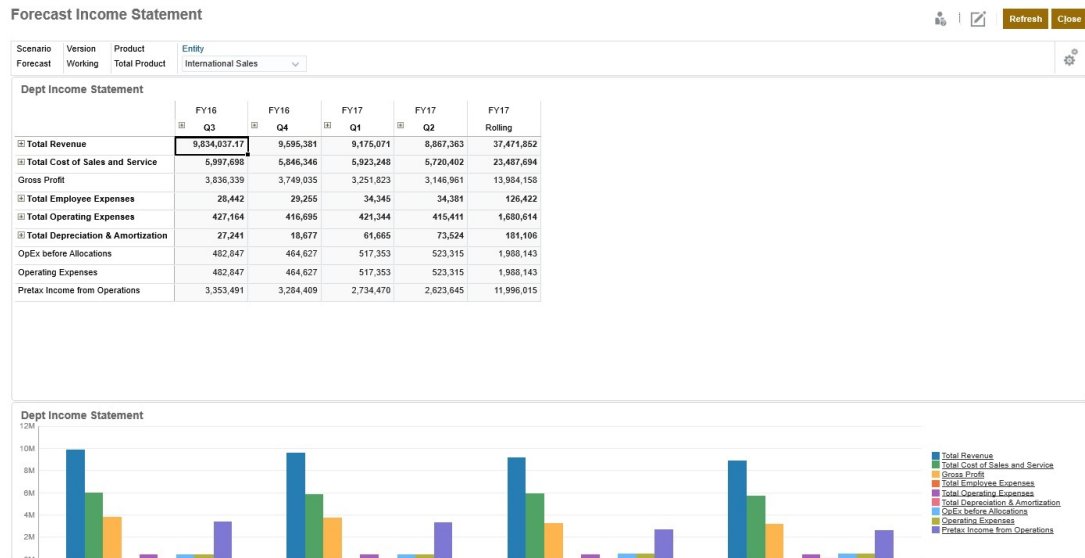 Forecast Income Statement
Refresh Close
Scenario Version Product Entity
Forecast Working Total Product International Sales
Dept Income Statement
FY16 FY16 FY17 FY17 FY17
Q3 Q4 Q1 Q2 Rolling
Total Revenue 9,834,037.17 9,595,381 9,175,071 8,867,363 37,471,852
Total Cost of Sales and Service 5,997,698 5,846,346 5,923,248 5,720,402 23,487,694
Gross Profit 3,836,339 3,749,035 3,251,823 3,146,961 13,984,158
Total Employee Expenses 28,442 29,255 34,345 34,381 126,422
Total Operating Expenses 427,164 416,695 421,344 415,411 1,680,614
Total Depreciation & Amortization 27,241 18,677 61,665 73,524 181,106
OpEx before Allocations 482,847 464,627 517,353 523,315 1,988,143
Operating Expenses 482,847 464,627 517,353 523,315 1,988,143
Pretax Income from Operations 3,353,491 3,284,409 2,734,470 2,623,645 11,996,015
Dept Income Statement
12M
10M
8M
6M
4M
2M
Total Revenue
Total Cost of Sales and Service
Gross Profit
Total Employee Expenses
Total Operating Expenses
Total Depreciation & Amortization
OpEx before Allocations
Operating Expenses
Pretax Income from Operations